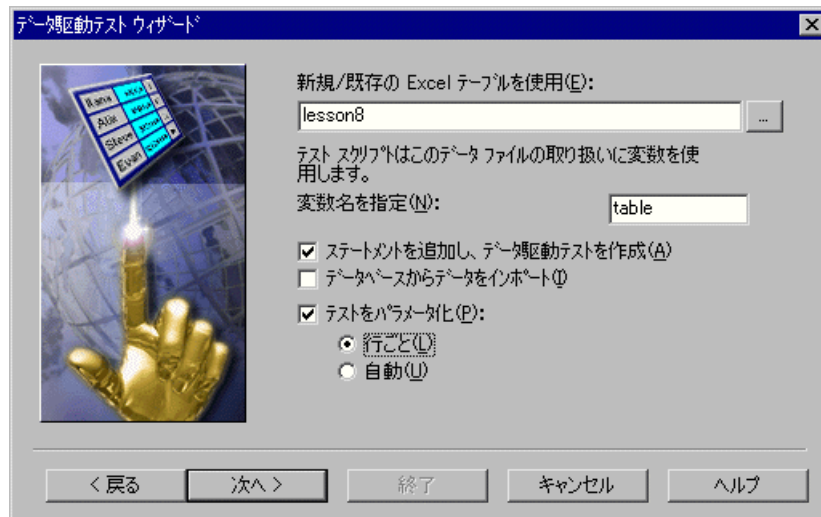 データ駆動テスト ウィザード
Kana
Alix
Steve
Evan
新規/既存の Excel テーブルを使用(E):
lesson8
...
テスト スクリプトはこのデータ ファイルの取り扱いに変数を使
用します。
変数名を指定(N):
table
ステートメントを追加し、データ駆動テストを作成(A)
データベースからデータをインポート(I)
テストをパラメータ化(P):
行ごと(L)
自動(U)
< 戻る
次へ >
終了
キャンセル
ヘルプ